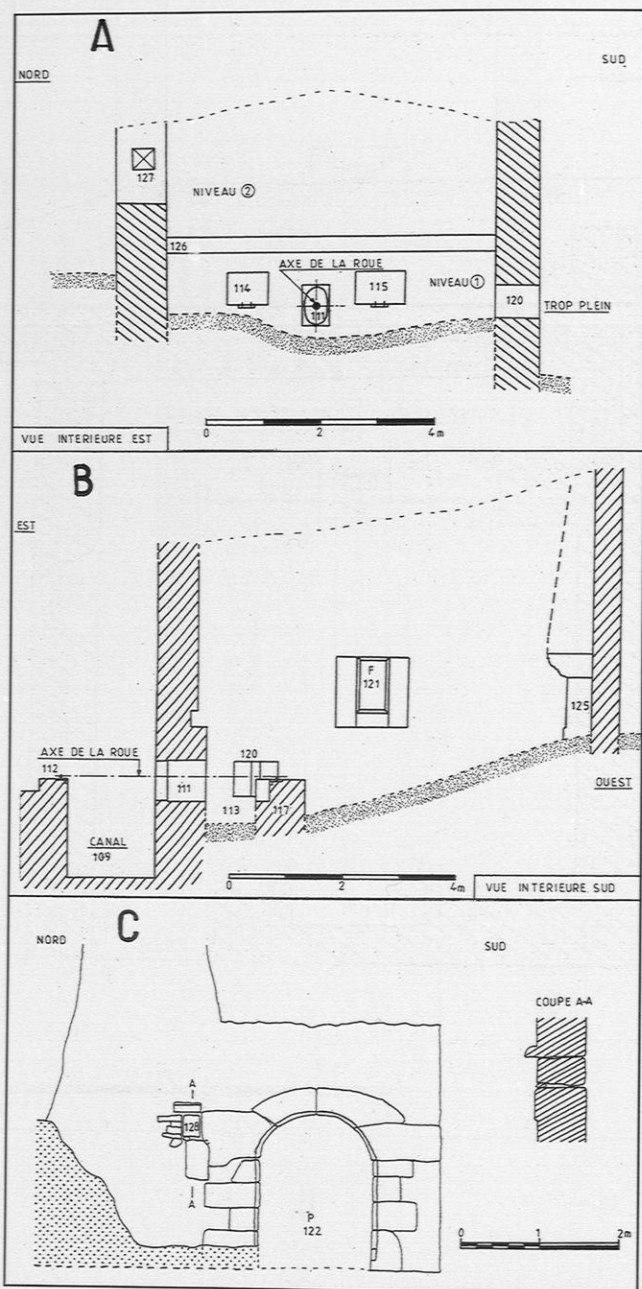 A
NORD
SUD
127
NIVEAU ②
126
AXE DE LA ROUE
114
115
NIVEAU ①
111
120
TROP PLEIN
VUE INTERIEURE EST
0 2 4m
B
EST
F
121
125
AXE DE LA ROUE
112
120
111
113
117
OUEST
CANAL
109
0 2 4m
VUE INTERIEURE SUD
C
NORD
SUD
COUPE A-A
A
128
A
P
122
0 1 2m